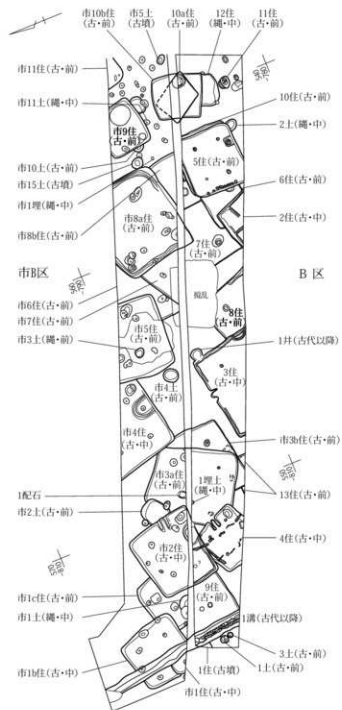 市10b住
(古・前)
市5土
(古墳)
10a住
(古・前)
12住
(縄・中)
11住
(古・前)
市11住(古・前)
市11土(縄・中)
市9住
(古・前)
市10土(古・前)
市15土(古墳)
市1埋(縄・中)
市8b住(古・前)
市8a住
(古・前)
10住
(古・前)
2土(縄・中)
5住(古・前)
6住(古・前)
2住(古・中)
7住
(古・前)
市B区
B 区
市6住(古・前)
市7住(古・前)
市3土(縄・前)
市5住
(古・前)
攪乱
8住
(古・前)
1井(古代以降)
市4土
(古・前)
3住
(古・中)
市4住
(古・中)
市3b住(古・前)
市3a住
(古・前)
1埋土
(縄・中)
1配石
市2土(古・前)
13住(古・前)
市2住
(古・中)
4住(古・中)
市1c住(古・前)
市1土(縄・中)
9住
(古・前)
1溝(古代以降)
市1b住(古・中)
3土(古・前)
1土(古・前)
1住(古墳)
市1住(古・中)